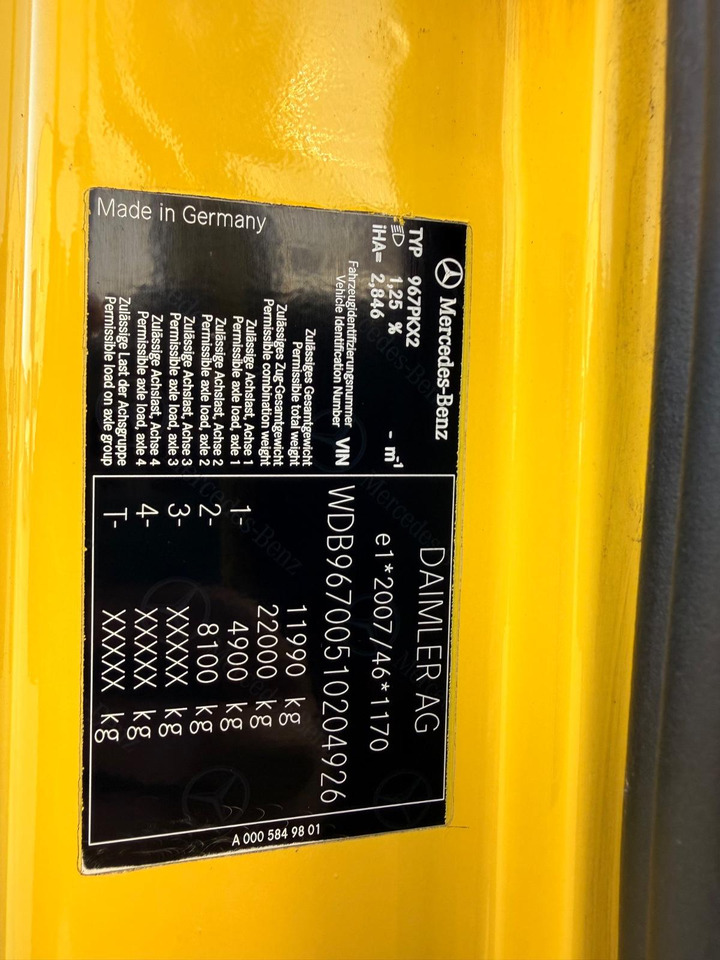 Mercedes-Benz
DAIMLER AG
TYP 967PKX2
1,25 % - m⁻¹
iHA= 2,846
e1*2007/46*1170
Fahrzeugidentifizierungsnummer
Vehicle Identification Number VIN
WDB9670051020492​6
Zulässiges Gesamtgewicht
Permissible total weight
11990 kg
Zulässiges Zug-Gesamtgewicht
Permissible combination weight
22000 kg
Zulässige Achslast, Achse 1
Permissible axle load, axle 1
1- 4900 kg
Zulässige Achslast, Achse 2
Permissible axle load, axle 2
2- 8100 kg
Zulässige Achslast, Achse 3
Permissible axle load, axle 3
3- XXXXX kg
Zulässige Achslast, Achse 4
Permissible axle load, axle 4
4- XXXXX kg
Zulässige Last der Achsgruppe
Permissible load on axle group
T- XXXXX kg
Made in Germany
A 000 584 98 01